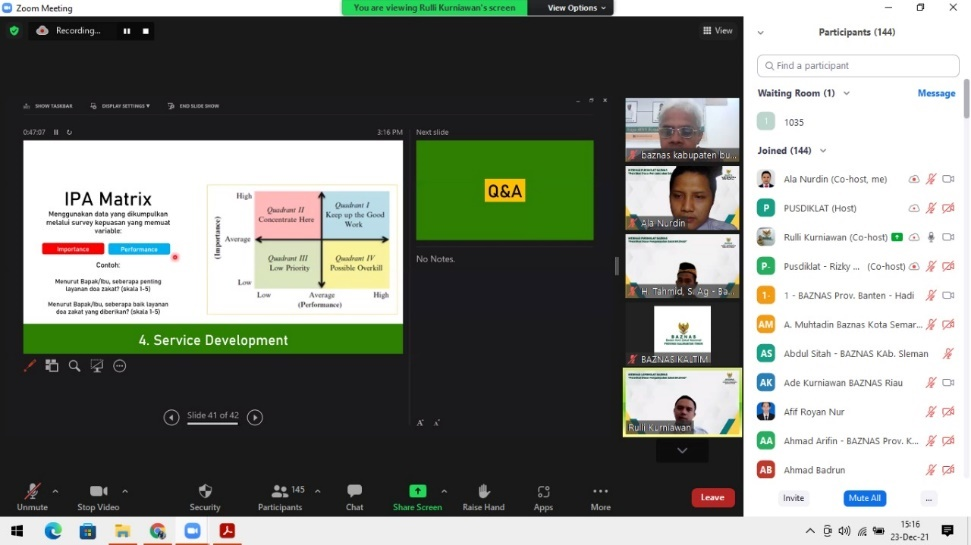 Zoom Meeting
You are viewing Rulli Kurniawan's screen
View Options
Recording...
View
SHOW TASKBAR
DISPLAY SETTINGS
END SLIDE SHOW
0:47:07
3:16 PM
Next slide
IPA Matrix
Menggunakan data yang dikumpulkan
melalui survey kepuasan yang memuat
variable:
Importance
Performance
Contoh:
Menurut Bapak/Ibu, seberapa penting
layanan doa zakat? (skala 1-5)
Menurut Bapak/Ibu, seberapa baik layanan
doa zakat yang diberikan? (skala 1-5)
(Importance)
High
Average
Low
Quadrant II
Concentrate Here
Quadrant I
Keep up the Good
Work
Quadrant III
Low Priority
Quadrant IV
Possible Overkill
Low
Average
High
(Performance)
4. Service Development
Q&A
No Notes.
Slide 41 of 42
baznas kabupaten bu...
Ala Nurdin
H. Tahmid, S. Ag - Ba...
BAZNAS
BAZNAS KALTIM
Rulli Kurniawan
Participants (144)
Find a participant
Waiting Room (1)
Message
1
1035
Joined (144)
Ala Nurdin (Co-host, me)
P
PUSDIKLAT (Host)
Rulli Kurniawan (Co-host)
P-
Pusdiklat - Rizky ... (Co-host)
1-
1 - BAZNAS Prov. Banten - Hadi
AM
A. Muhtadin Baznas Kota Semar...
AS
Abdul Sitah - BAZNAS KAb. Sleman
AK
Ade Kurniawan BAZNAS Riau
Afif Royan Nur
AA
Ahmad Arifin - BAZNAS Prov. K...
AB
Ahmad Badrun
Invite
Mute All
...
Unmute
Stop Video
Security
145
Participants
Chat
Share Screen
Raise Hand
Apps
More
Leave
15:16
23-Dec-21